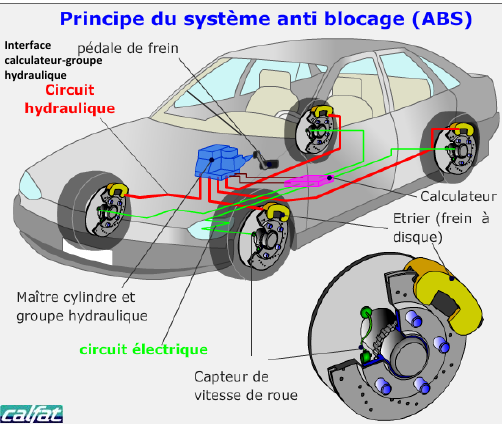 Principe du système anti blocage (ABS)
Interface
calculateur-groupe
hydraulique
pédale de frein
Circuit
hydraulique
Calculateur
Etrier (frein à
disque)
Maître cylindre et
groupe hydraulique
circuit électrique
Capteur de
vitesse de roue
calfat